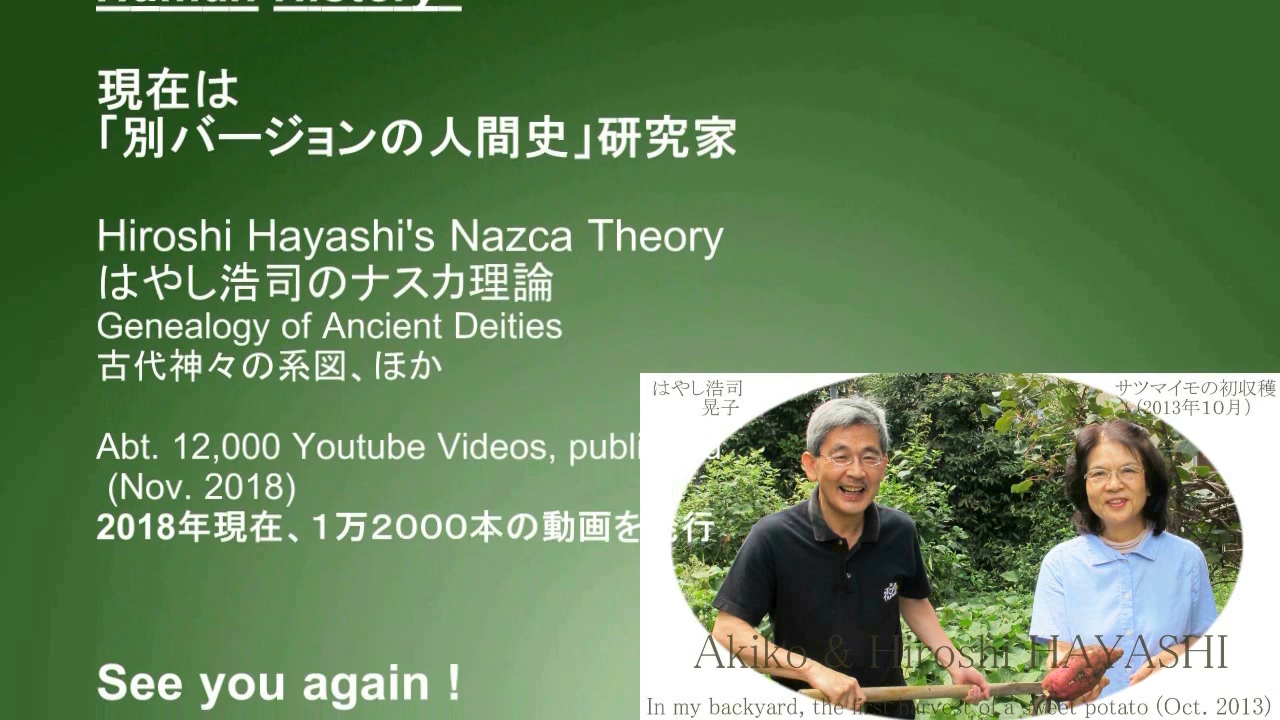 Human History
現在は
「別バージョンの人間史」研究家
Hiroshi Hayashi's Nazca Theory
はやし浩司のナスカ理論
Genealogy of Ancient Deities
古代神々の系図、ほか
Abt. 12,000 Youtube Videos,
(Nov. 2018)
2018年現在、１万２０００本の動画を
See you again !
はやし浩司
晃子
サツマイモの初収穫
(2013年10月)
Akiko & Hiroshi HAYASHI
In my backyard, the first harvest of a sweet potato (Oct. 2013)